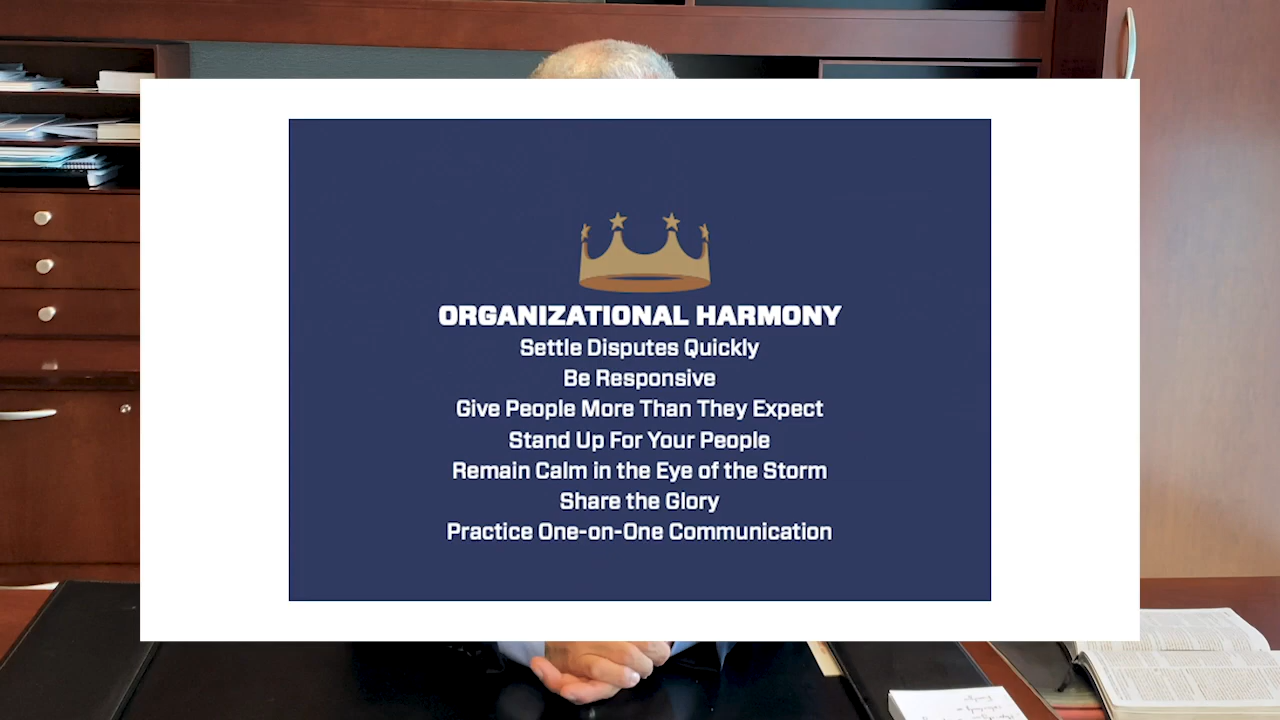 ORGANIZATIONAL HARMONY
Settle Disputes Quickly
Be Responsive
Give People More Than They Expect
Stand Up For Your People
Remain Calm in the Eye of the Storm
Share the Glory
Practice One-on-One Communication